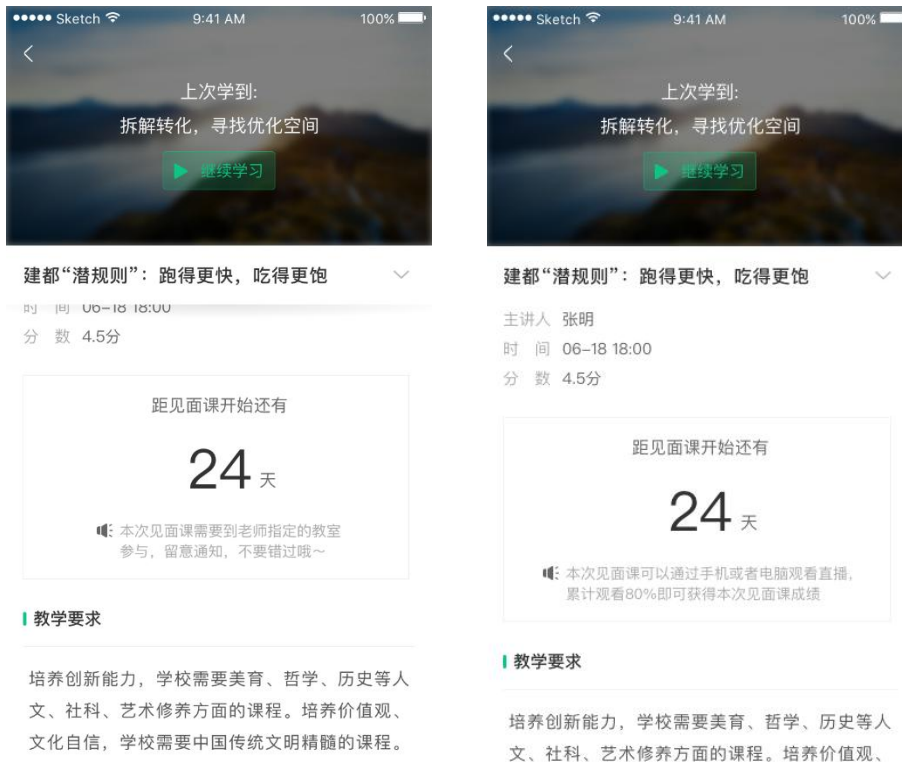 Sketch 9:41 AM 100%
上次学到:
拆解转化，寻找优化空间
继续学习
建都“潜规则”：跑得更快，吃得更饱
时 间 06-18 18:00
分 数 4.5分
距见面课开始还有
24 天
本次见面课需要到老师指定的教室
参与，留意通知，不要错过哦～
教学要求
培养创新能力，学校需要美育、哲学、历史等人
文、社科、艺术修养方面的课程。培养价值观、
文化自信，学校需要中国传统文明精髓的课程。
Sketch 9:41 AM 100%
上次学到:
拆解转化，寻找优化空间
继续学习
建都“潜规则”：跑得更快，吃得更饱
主讲人 张明
时 间 06-18 18:00
分 数 4.5分
距见面课开始还有
24 天
本次见面课可以通过手机或者电脑观看直播，
累计观看80%即可获得本次见面课成绩
教学要求
培养创新能力，学校需要美育、哲学、历史等人
文、社科、艺术修养方面的课程。培养价值观、